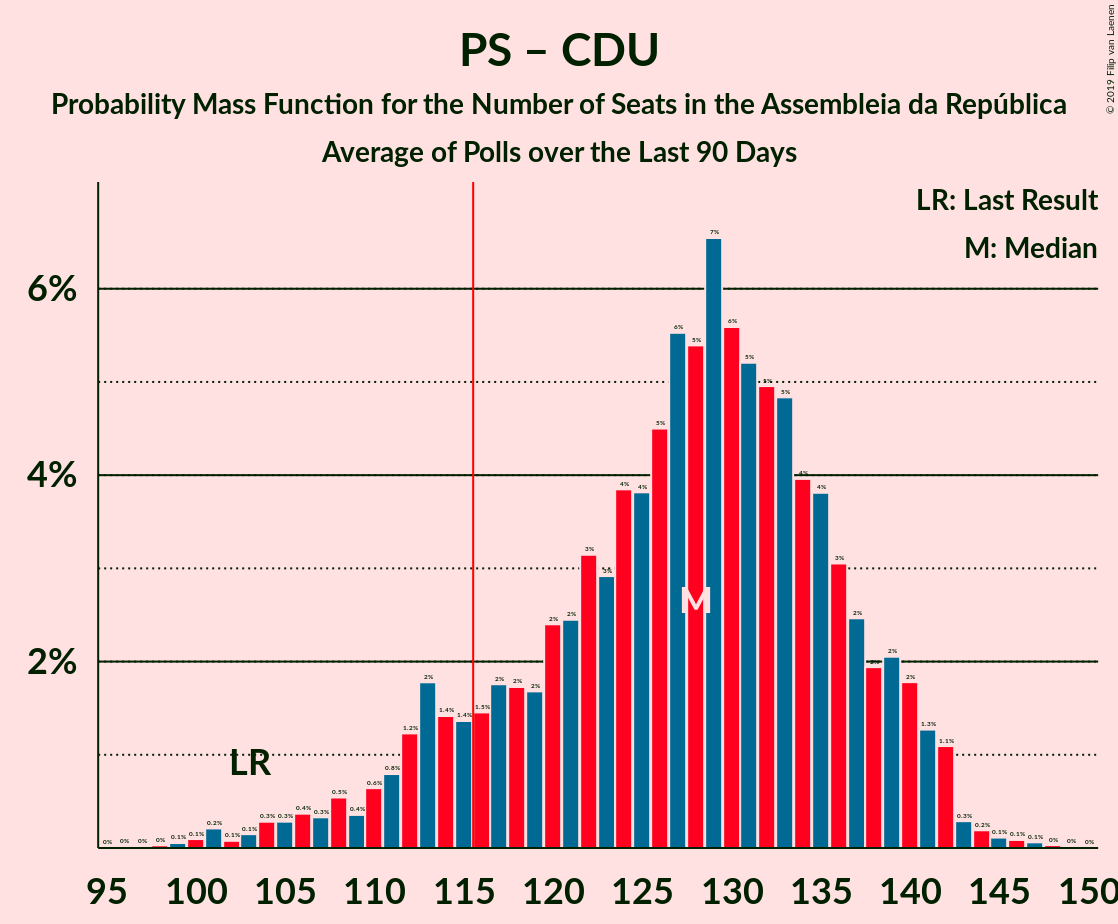 PS – CDU
Probability Mass Function for the Number of Seats in the Assembleia da República
Average of Polls over the Last 90 Days
© 2019 Filip van Laenen
LR: Last Result
M: Median
6%
4%
2%
0% 0% 0% 0% 0.1% 0.1% 0.2% 0.1% 0.1% 0.3% 0.3% 0.4% 0.3% 0.5% 0.4% 0.6% 0.8% 1.2% 2% 1.4% 1.4% 1.5% 2% 2% 2% 2% 2% 3% 3% 4% 4% 5% 6% 5% 7% 6% 5% 5% 5% 4% 4% 3% 2% 2% 2% 2% 1.3% 1.1% 0.3% 0.2% 0.1% 0.1% 0.1% 0% 0% 0%
M
LR
95 100 105 110 115 120 125 130 135 140 145 150